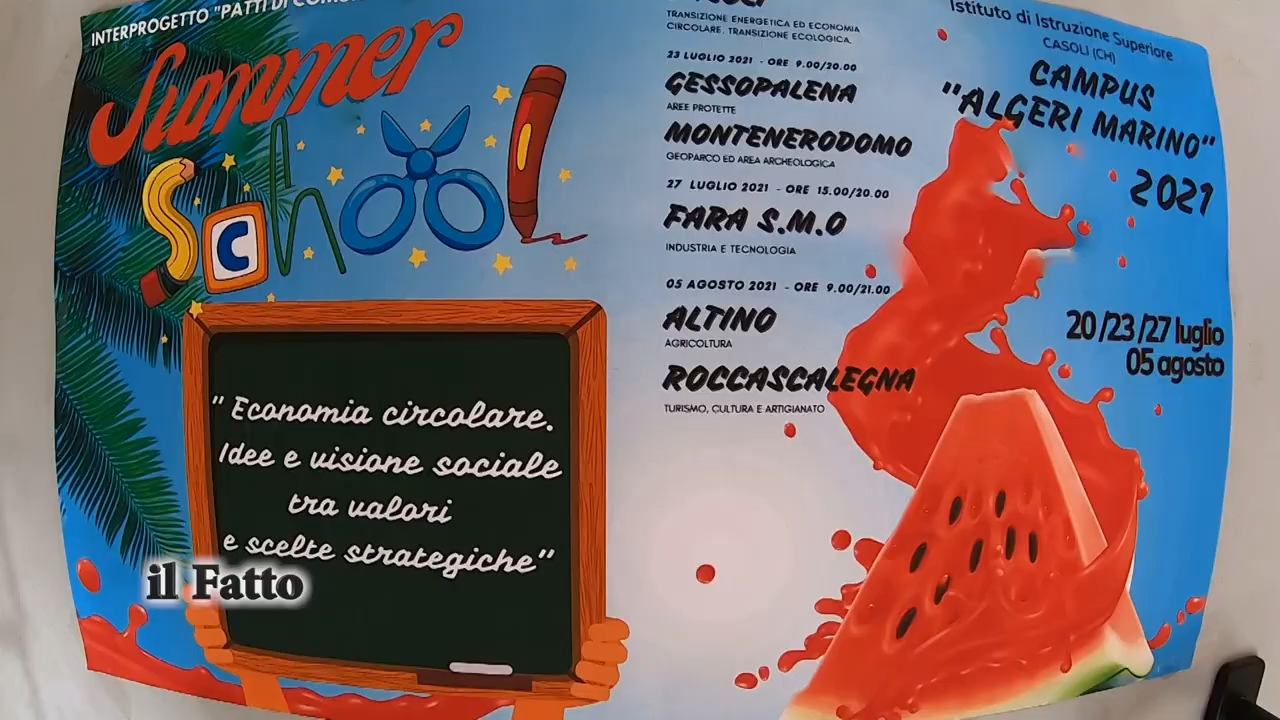 INTERPROGETTO "PATTI DI
Summer
School
"Economia circolare.
Idee e visione sociale
tra valori
e scelte strategiche"
il Fatto
TRANSIZIONE ENERGETICA ED ECONOMIA
CIRCOLARE, TRANSIZIONE ECOLOGICA,
23 LUGLIO 2021 - ORE 9.00/20.00
GESSOPALENA
AREE PROTETTE
MONTENERODOMO
GEOPARCO ED AREA ARCHEOLOGICA
27 LUGLIO 2021 - ORE 15.00/20.00
FARA S.M.O
INDUSTRIA E TECNOLOGIA
05 AGOSTO 2021 - ORE 9.00/21.00
ALTINO
AGRICOLTURA
ROCCASCALEGNA
TURISMO, CULTURA E ARTIGIANATO
Istituto di Istruzione Superiore
CASOLI (CH)
CAMPUS
"ALGERI MARINO"
2021
20/23/27 luglio
05 agosto